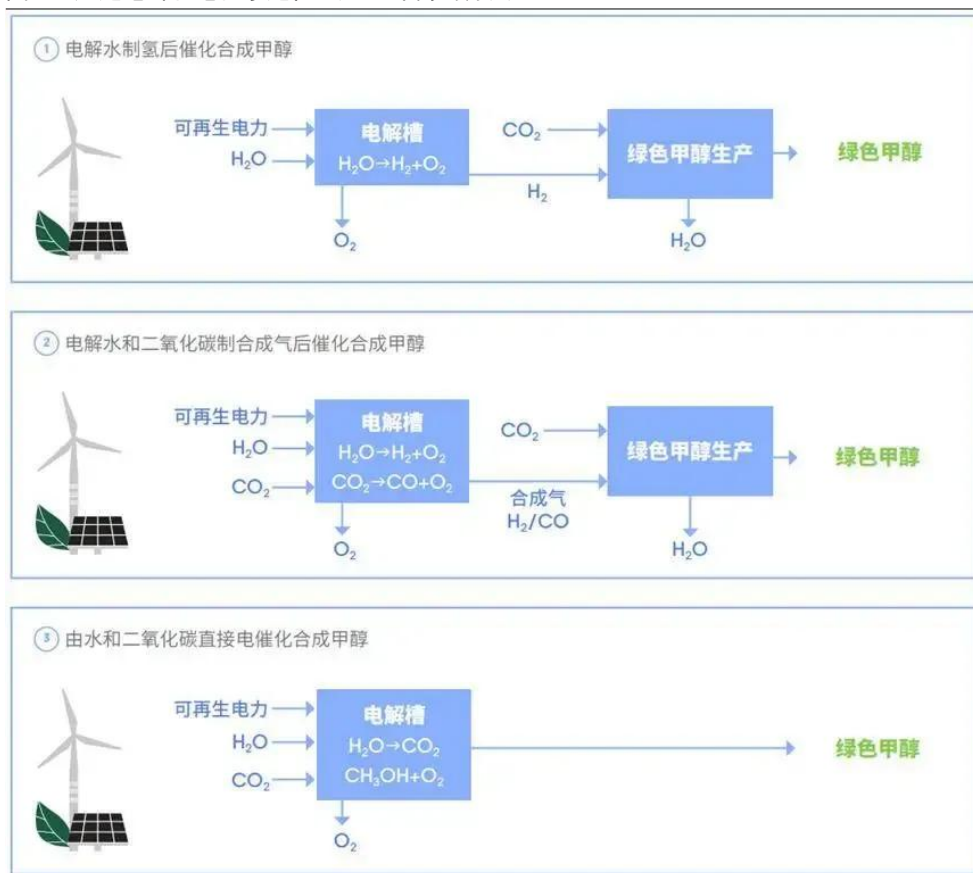 ① 电解水制氢后催化合成甲醇
可再生电力
H₂O
电解槽
H₂O→H₂+O₂
O₂
CO₂
H₂
绿色甲醇生产
H₂O
绿色甲醇
② 电解水和二氧化碳制合成气后催化合成甲醇
可再生电力
H₂O
CO₂
电解槽
H₂O→H₂+O₂
CO₂→CO+O₂
O₂
CO₂
合成气
H₂/CO
绿色甲醇生产
H₂O
绿色甲醇
③ 由水和二氧化碳直接电催化合成甲醇
可再生电力
H₂O
CO₂
电解槽
H₂O→CO₂
CH₃OH+O₂
O₂
绿色甲醇